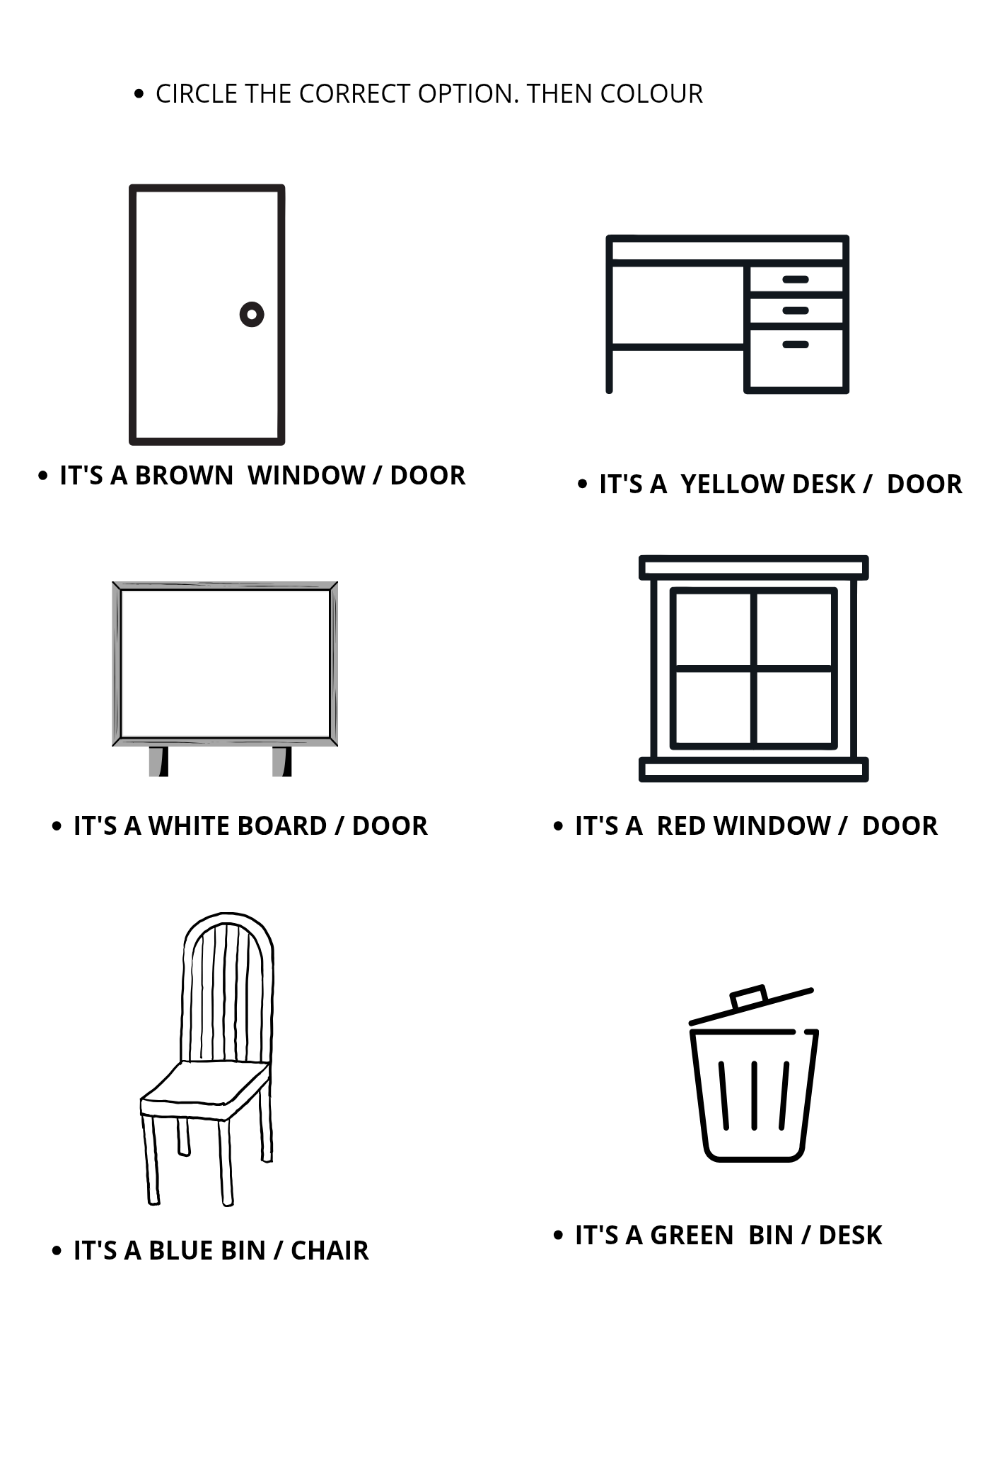 • CIRCLE THE CORRECT OPTION. THEN COLOUR
• IT'S A BROWN  WINDOW / DOOR
• IT'S A  YELLOW DESK /  DOOR
• IT'S A WHITE BOARD / DOOR
• IT'S A  RED WINDOW /  DOOR
• IT'S A BLUE BIN / CHAIR
• IT'S A GREEN  BIN / DESK